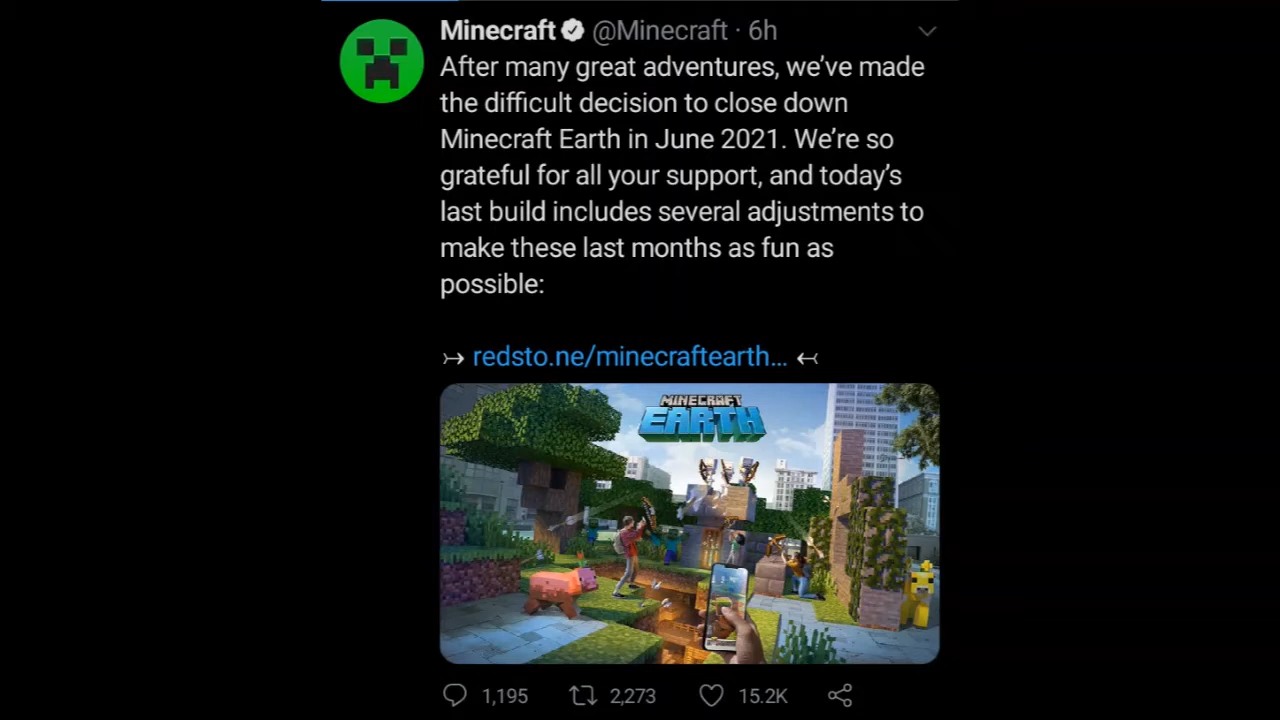 Minecraft @Minecraft · 6h
After many great adventures, we’ve made
the difficult decision to close down
Minecraft Earth in June 2021. We’re so
grateful for all your support, and today’s
last build includes several adjustments to
make these last months as fun as
possible:
↣ redsto.ne/minecraftearth... ↢
MINECRAFT
EARTH
1,195 2,273 15.2K